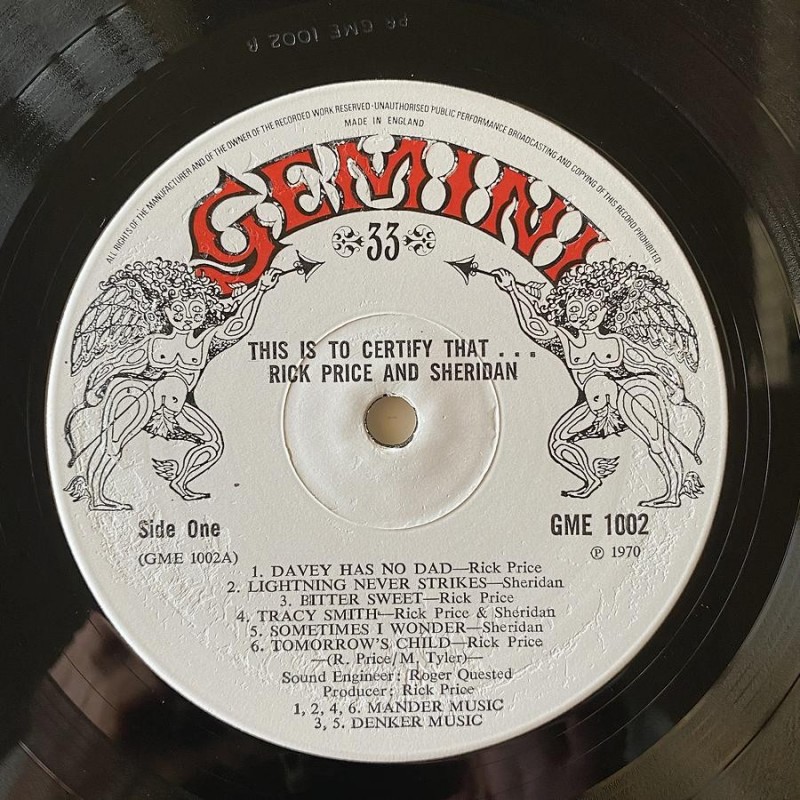 GME 1002 A
ALL RIGHTS OF THE MANUFACTURER AND OF THE OWNER OF THE RECORDED WORK RESERVED·UNAUTHORISED PUBLIC PERFORMANCE BROADCASTING AND COPYING OF THIS RECORD PROHIBITED
MADE IN ENGLAND
GEMINI
33
THIS IS TO CERTIFY THAT . . .
RICK PRICE AND SHERIDAN
Side One
GME 1002
(GME 1002A)
℗ 1970
1. DAVEY HAS NO DAD—Rick Price
2. LIGHTNING NEVER STRIKES—Sheridan
3. BITTER SWEET—Rick Price
4. TRACY SMITH—Rick Price & Sheridan
5. SOMETIMES I WONDER—Sheridan
6. TOMORROW'S CHILD—Rick Price
—(R. Price/M. Tyler)—
Sound Engineer: Roger Quested
Producer: Rick Price
1, 2, 4, 6. MANDER MUSIC
3, 5. DENKER MUSIC